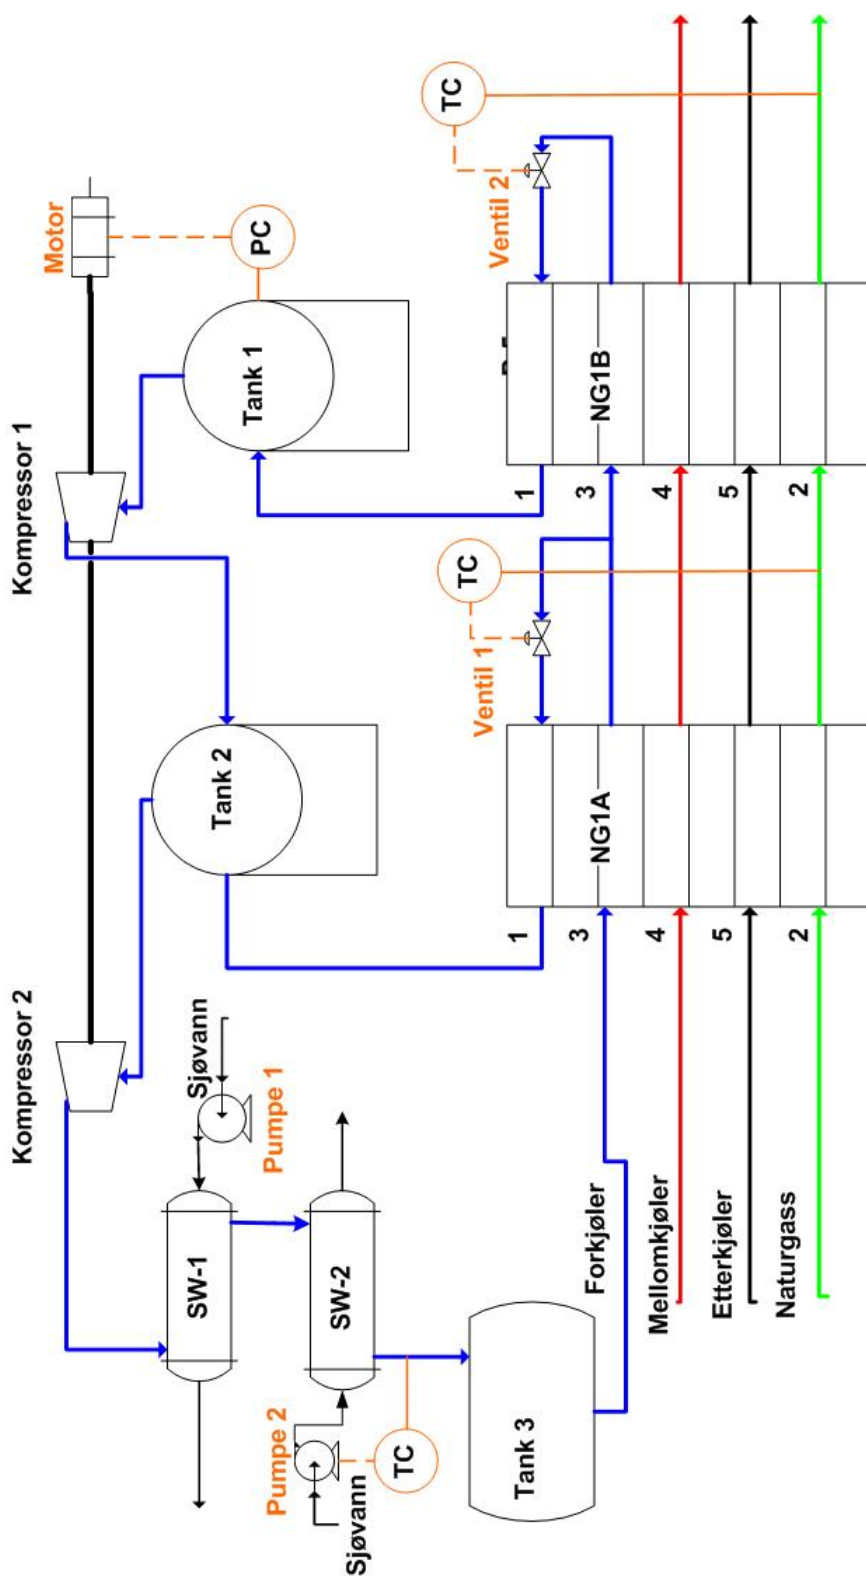 Kompressor 2
Kompressor 1
Motor
SW-1
Sjøvann
Pumpe 1
Tank 2
Tank 1
PC
Pumpe 2
SW-2
Sjøvann
TC
TC
TC
Ventil 1
Ventil 2
Tank 3
1
1
Forkjøler
3
NG1A
3
NG1B
Mellomkjøler
4
4
Etterkjøler
5
5
Naturgass
2
2